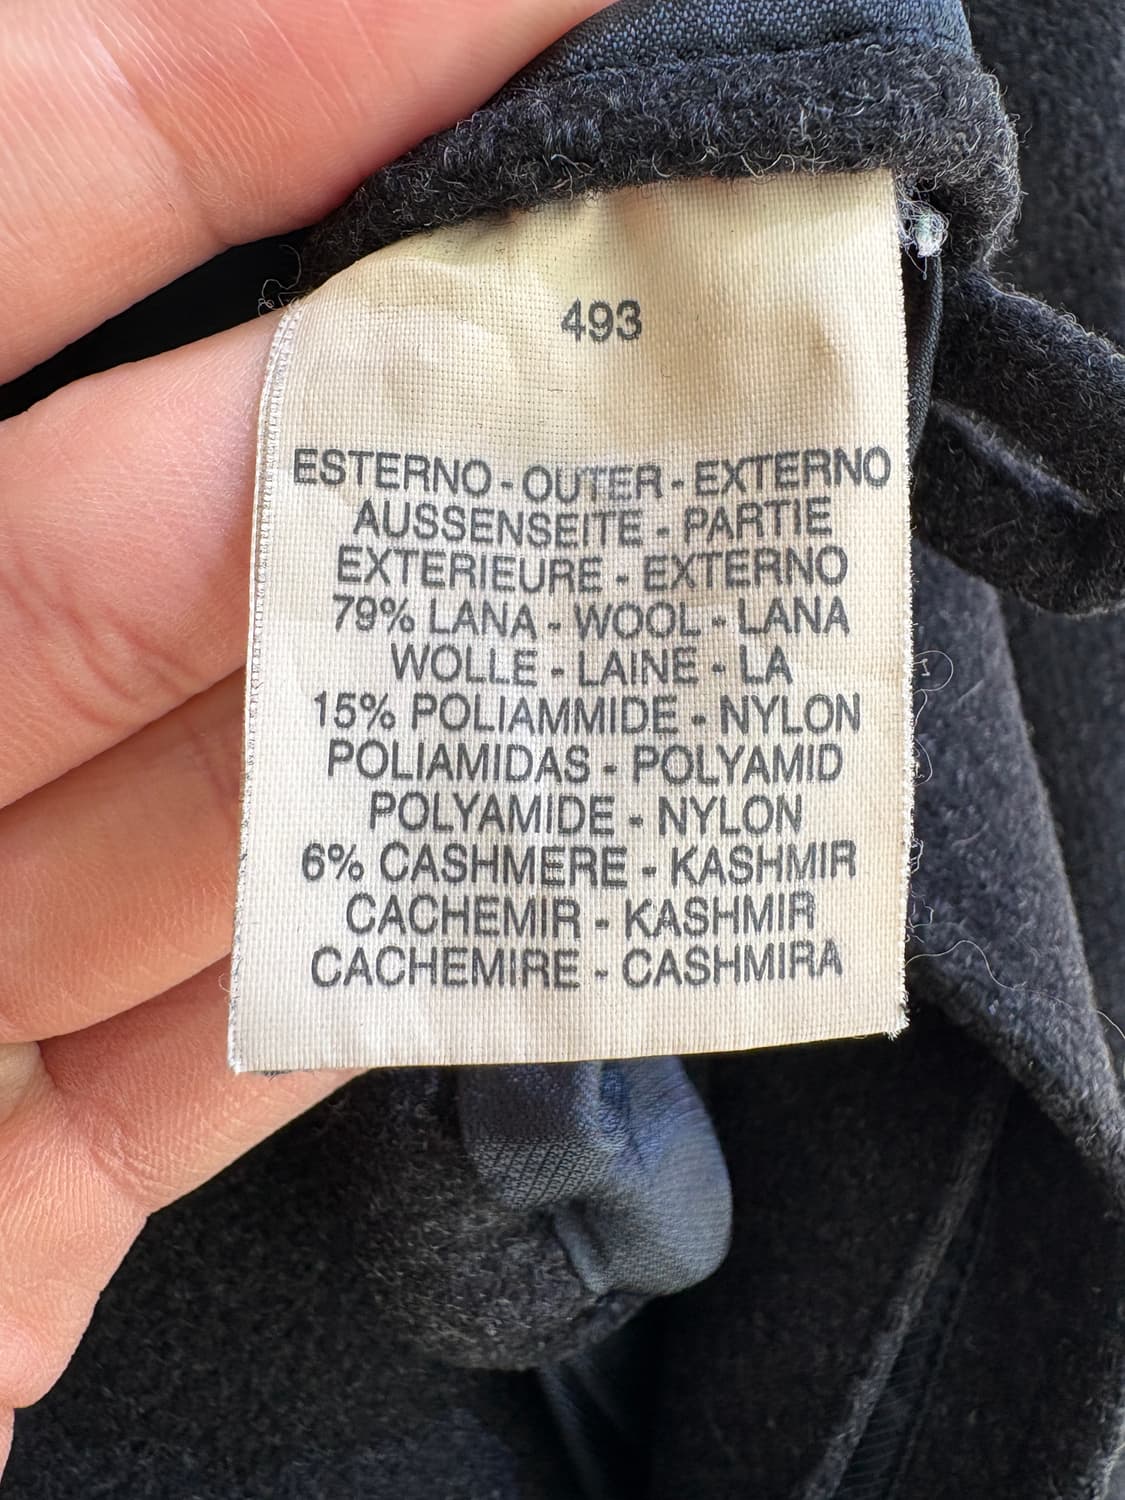 493
ESTERNO - OUTER - EXTERNO
AUSSENSEITE - PARTIE
EXTERIEURE - EXTERNO
79% LANA - WOOL - LANA
WOLLE - LAINE - LA
15% POLIAMMIDE - NYLON
POLIAMIDAS - POLYAMID
POLYAMIDE - NYLON
6% CASHMERE - KASHMIR
CACHEMIR - KASHMIR
CACHEMIRE - CASHMIRA